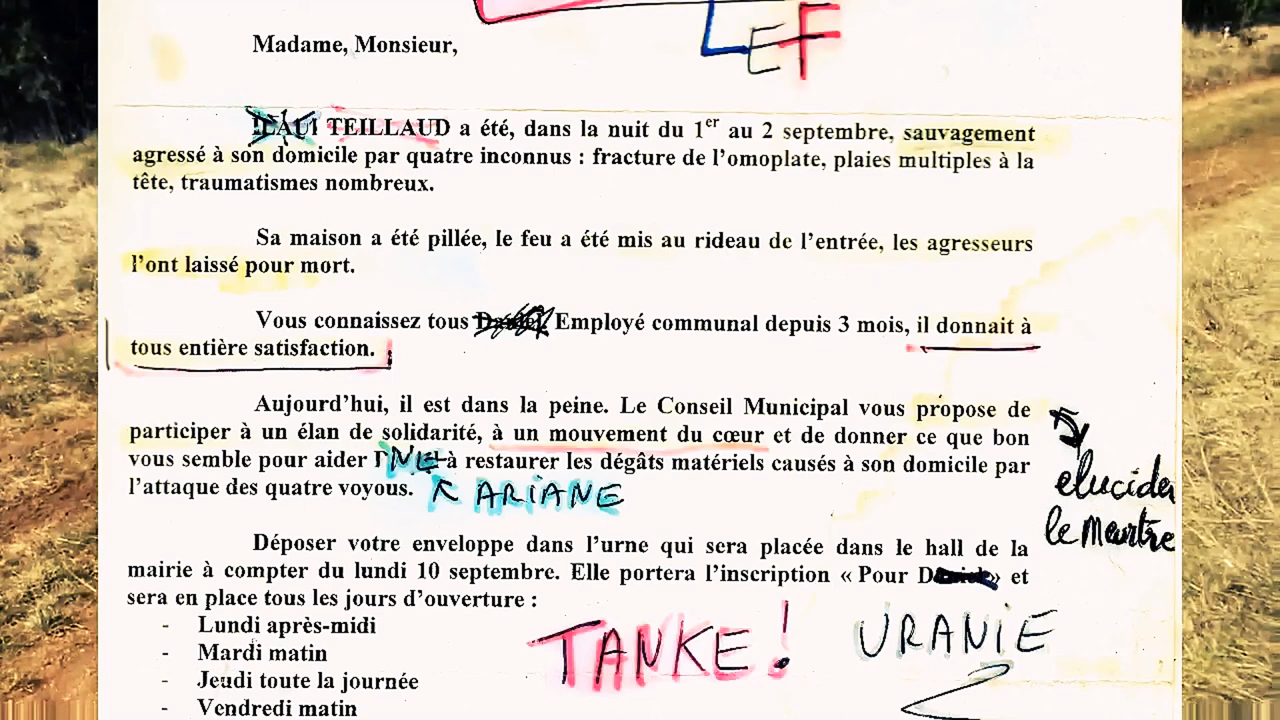 LEF
Madame, Monsieur,
TEILLAUD a été, dans la nuit du 1er au 2 septembre, sauvagement
agressé à son domicile par quatre inconnus : fracture de l'omoplate, plaies multiples à la
tête, traumatismes nombreux.
Sa maison a été pillée, le feu a été mis au rideau de l'entrée, les agresseurs
l'ont laissé pour mort.
Vous connaissez tous Employé communal depuis 3 mois, il donnait à
tous entière satisfaction.
Aujourd'hui, il est dans la peine. Le Conseil Municipal vous propose de
participer à un élan de solidarité, à un mouvement du cœur et de donner ce que bon
vous semble pour aider à restaurer les dégâts matériels causés à son domicile par
l'attaque des quatre voyous.
ARIANE
elucider
le meurtre
Déposer votre enveloppe dans l'urne qui sera placée dans le hall de la
mairie à compter du lundi 10 septembre. Elle portera l'inscription « Pour » et
sera en place tous les jours d'ouverture :
- Lundi après-midi
- Mardi matin
- Jeudi toute la journée
- Vendredi matin
TANKE !
URANIE